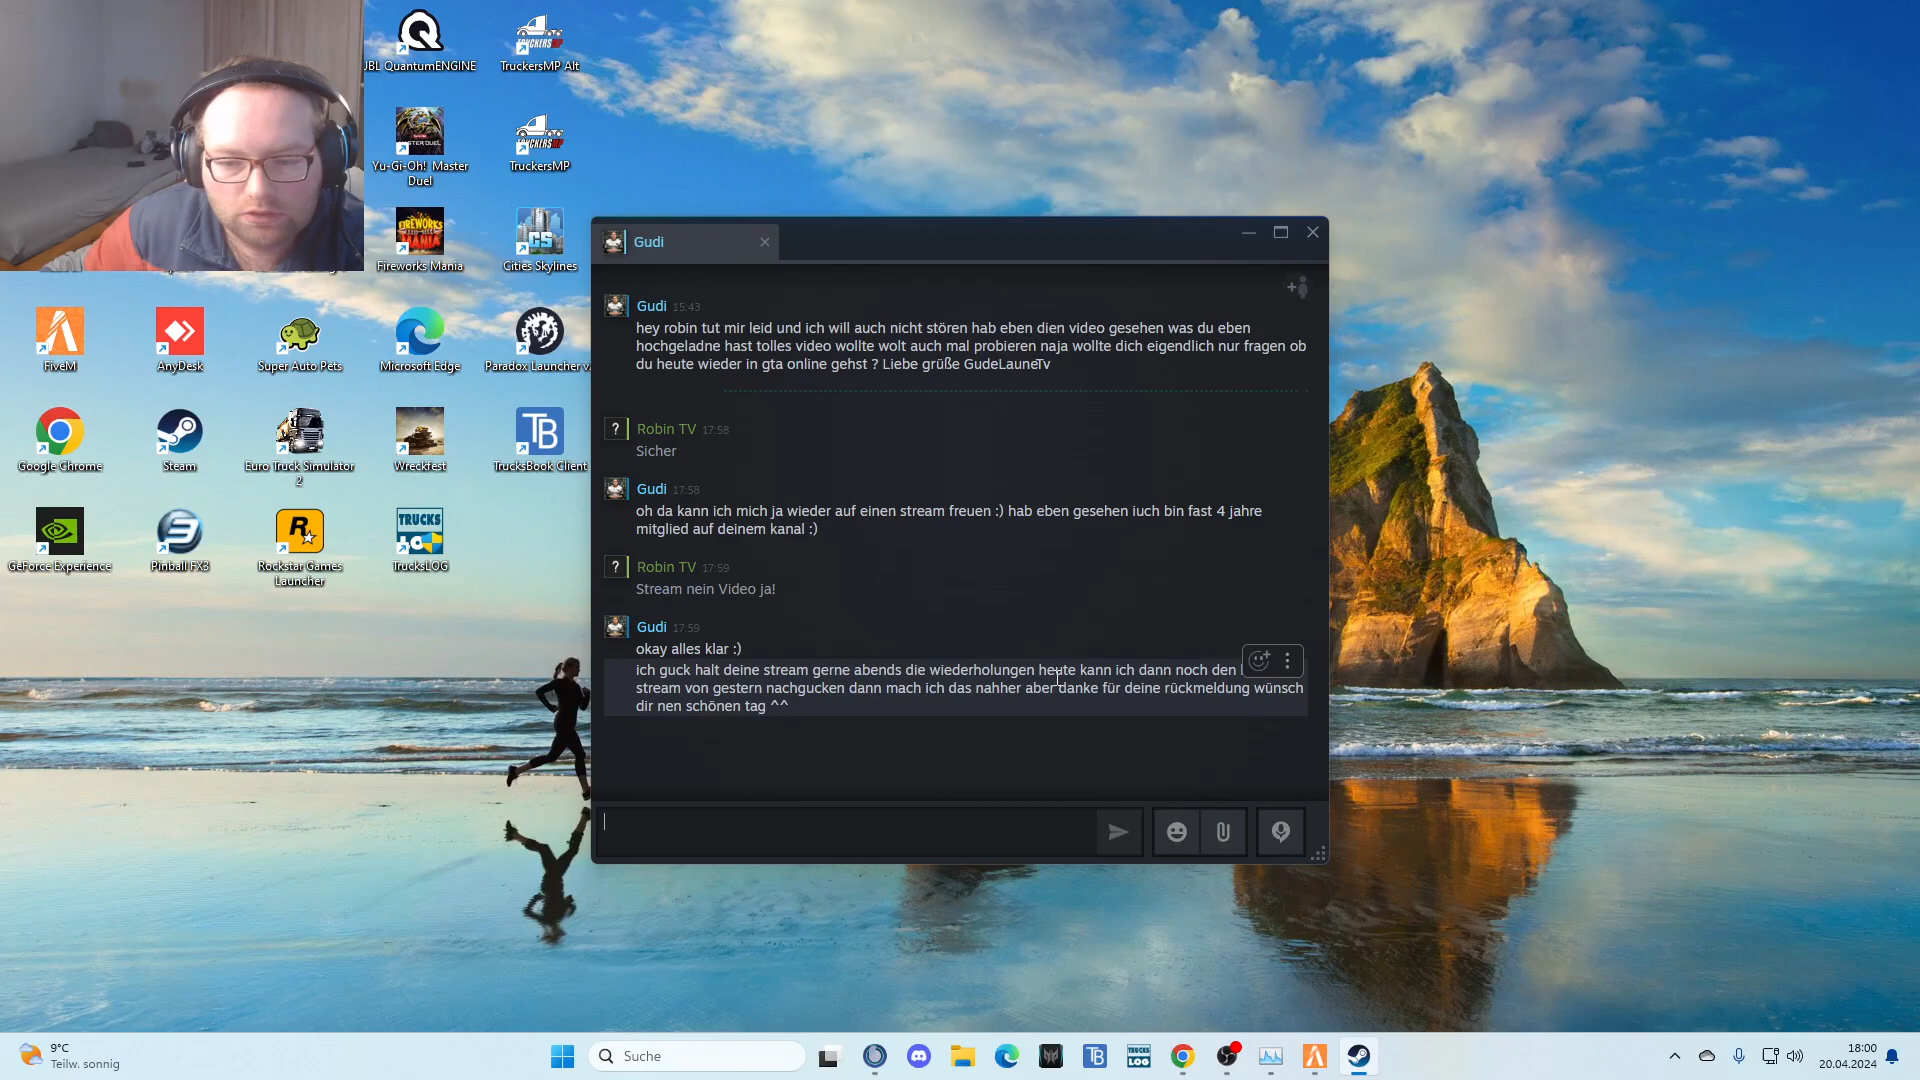 JBL QuantumENGINE
TruckersMP Alt
Yu-Gi-Oh! Master
Duel
TruckersMP
Fireworks Mania
Cities Skylines
FiveM
AnyDesk
Super Auto Pets
Microsoft Edge
Paradox Launcher v
Google Chrome
Steam
Euro Truck Simulator
2
Wreckfest
TrucksBook Client
GeForce Experience
Pinball FX3
Rockstar Games
Launcher
TrucksLOG
Gudi
Gudi 15:43
hey robin tut mir leid und ich will auch nicht stören hab eben dien video gesehen was du eben
hochgeladne hast tolles video wollte wolt auch mal probieren naja wollte dich eigendlich nur fragen ob
du heute wieder in gta online gehst ? Liebe grüße GudeLauneTv
Robin TV 17:58
Sicher
Gudi 17:58
oh da kann ich mich ja wieder auf einen stream freuen :) hab eben gesehen iuch bin fast 4 jahre
mitglied auf deinem kanal :)
Robin TV 17:59
Stream nein Video ja!
Gudi 17:59
okay alles klar :)
ich guck halt deine stream gerne abends die wiederholungen heute kann ich dann noch den
stream von gestern nachgucken dann mach ich das nahher aber danke für deine rückmeldung wünsch
dir nen schönen tag ^^
9°C
Teilw. sonnig
Suche
18:00
20.04.2024